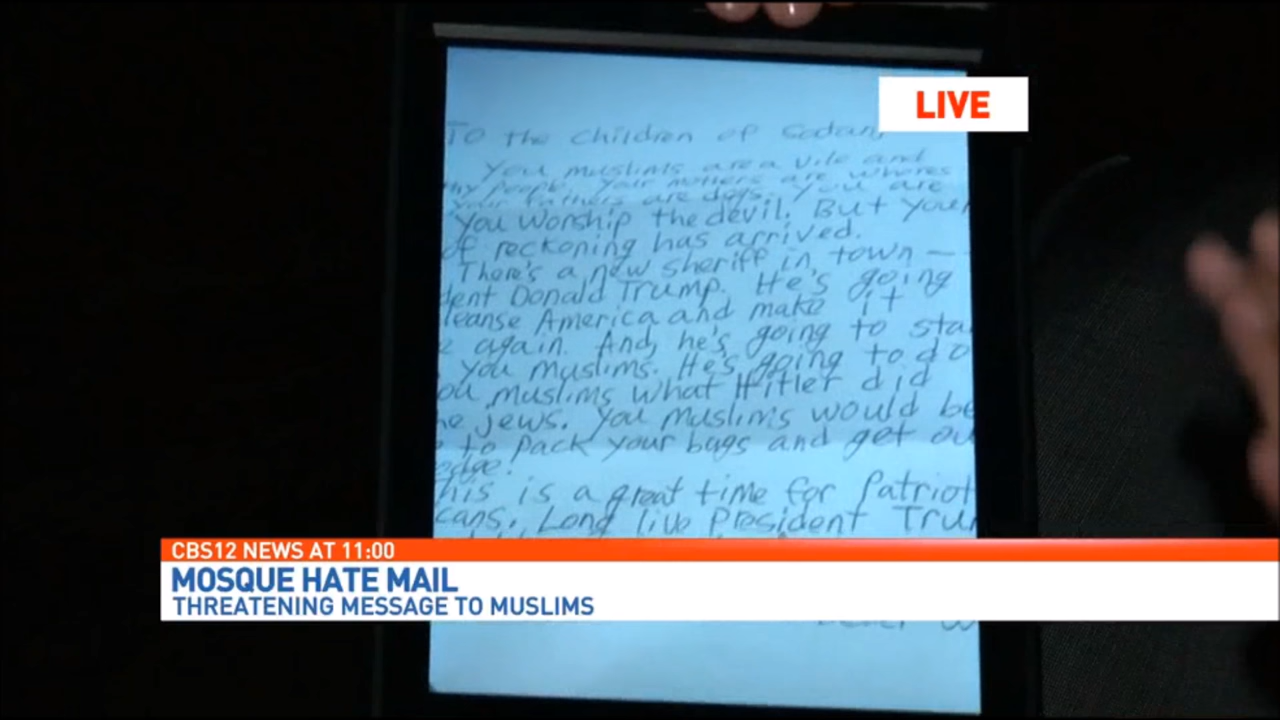 LIVE
To the Children of Satan,
You muslims are a vile and
thy people. Your mothers are whores
your fathers are dogs. You are
you worship the devil. But your
of reckoning has arrived.
There's a new sheriff in town —
dent Donald Trump. He's going
leanse America and make it
again. And, he's going to sta
you muslims. He's going to do
ou muslims what Hitler did
he jews. You muslims would be
to pack your bags and get ou
odge.
his is a great time for Patriot
cans. Long live President Trum
CBS12 NEWS AT 11:00
MOSQUE HATE MAIL
THREATENING MESSAGE TO MUSLIMS